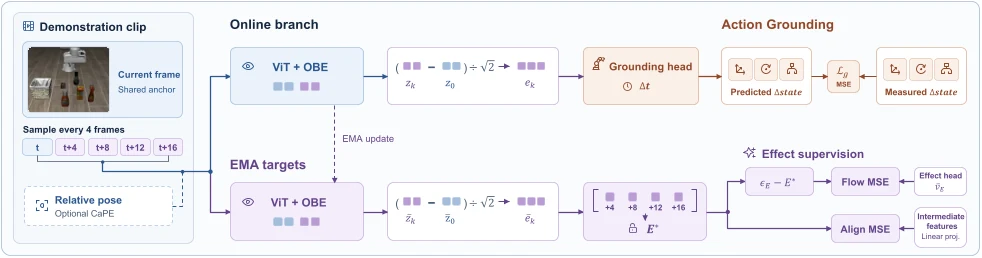 Demonstration clip
Current frame
Shared anchor
Sample every 4 frames
t t+4 t+8 t+12 t+16
Relative pose
Optional CaPE
Online branch
ViT + OBE
( − ) ÷ √2 →
z_k z_0 e_k
Grounding head
Δt
EMA update
EMA targets
ViT + OBE
( − ) ÷ √2 →
z̄_k z̄_0 ē_k
[ ]
+4 +8 +12 +16
E*
Action Grounding
Predicted Δstate
ℒ_g
MSE
Measured Δstate
Effect supervision
ϵ_E − E*
Flow MSE
Effect head
v̂_E
Align MSE
Intermediate
features
Linear proj.